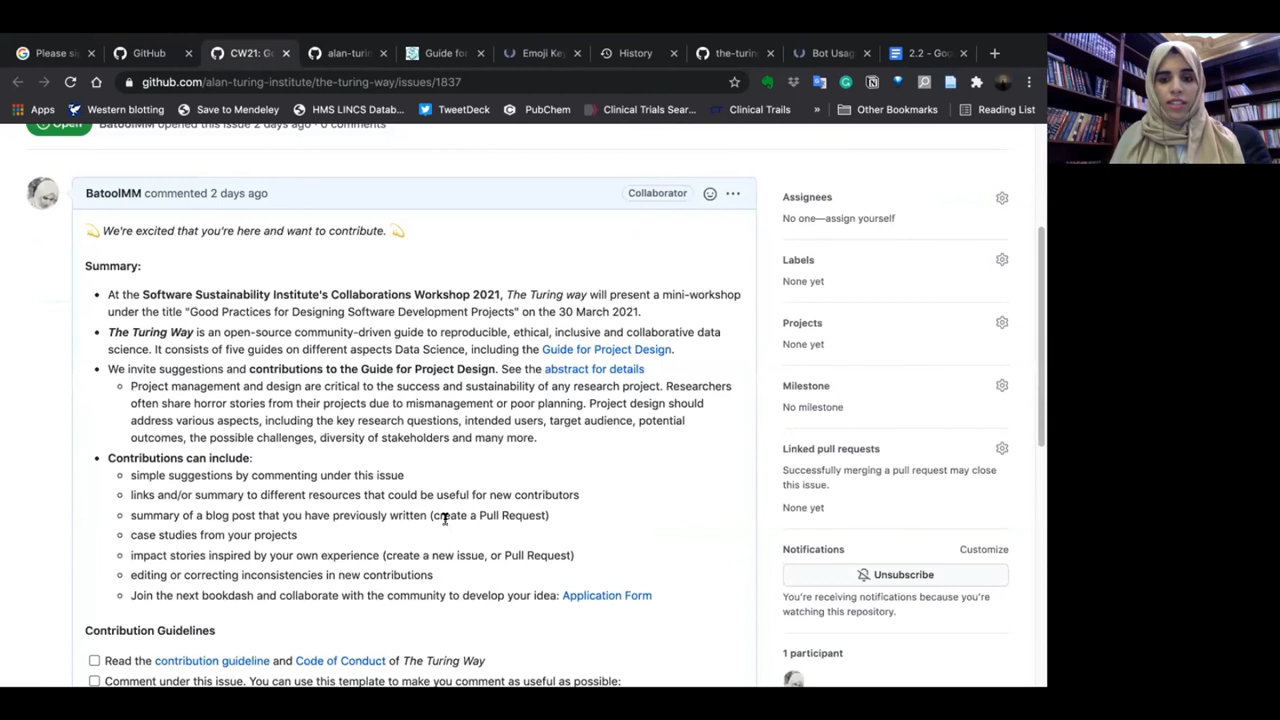 Please si
GitHub
CW21: G
alan-turin
Guide for
Emoji Ke
History
the-turing
Bot Usag
2.2 - Goo
github.com/alan-turing-institute/the-turing-way/issues/1837
Apps
Western blotting
Save to Mendeley
HMS LINCS Datab...
TweetDeck
PubChem
Clinical Trials Sear...
Clinical Trails
»
Other Bookmarks
Reading List
Open
BatoolMM opened this issue 2 days ago · 0 comments
BatoolMM commented 2 days ago
Collaborator
💫 We're excited that you're here and want to contribute. 💫
Summary:
• At the Software Sustainability Institute's Collaborations Workshop 2021, The Turing way will present a mini-workshop
under the title "Good Practices for Designing Software Development Projects" on the 30 March 2021.
• The Turing Way is an open-source community-driven guide to reproducible, ethical, inclusive and collaborative data
science. It consists of five guides on different aspects Data Science, including the Guide for Project Design.
• We invite suggestions and contributions to the Guide for Project Design. See the abstract for details
○ Project management and design are critical to the success and sustainability of any research project. Researchers
often share horror stories from their projects due to mismanagement or poor planning. Project design should
address various aspects, including the key research questions, intended users, target audience, potential
outcomes, the possible challenges, diversity of stakeholders and many more.
• Contributions can include:
○ simple suggestions by commenting under this issue
○ links and/or summary to different resources that could be useful for new contributors
○ summary of a blog post that you have previously written (create a Pull Request)
○ case studies from your projects
○ impact stories inspired by your own experience (create a new issue, or Pull Request)
○ editing or correcting inconsistencies in new contributions
○ Join the next bookdash and collaborate with the community to develop your idea: Application Form
Contribution Guidelines
Read the contribution guideline and Code of Conduct of The Turing Way
Comment under this issue. You can use this template to make you comment as useful as possible:
Assignees
No one—assign yourself
Labels
None yet
Projects
None yet
Milestone
No milestone
Linked pull requests
Successfully merging a pull request may close
this issue.
None yet
Notifications
Customize
Unsubscribe
You're receiving notifications because you're
watching this repository.
1 participant